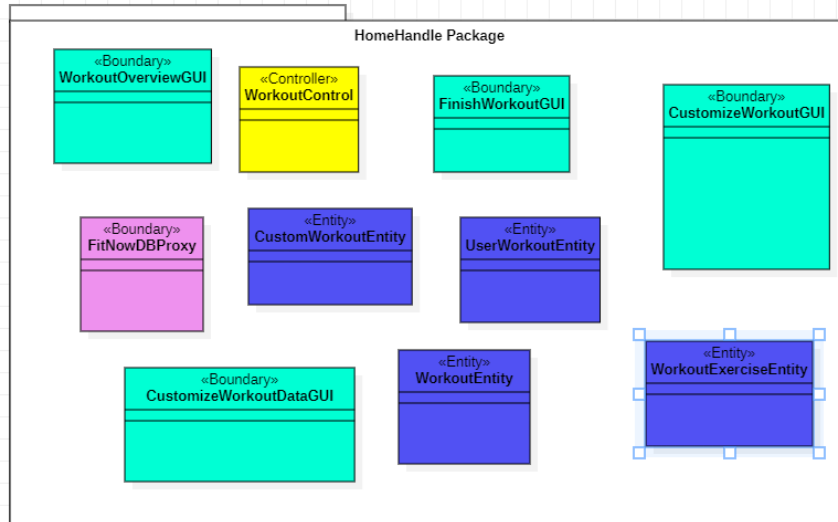 HomeHandle Package
«Boundary»
WorkoutOverviewGUI
«Controller»
WorkoutControl
«Boundary»
FinishWorkoutGUI
«Boundary»
CustomizeWorkoutGUI
«Boundary»
FitNowDBProxy
«Entity»
CustomWorkoutEntity
«Entity»
UserWorkoutEntity
«Boundary»
CustomizeWorkoutDataGUI
«Entity»
WorkoutEntity
«Entity»
WorkoutExerciseEntity